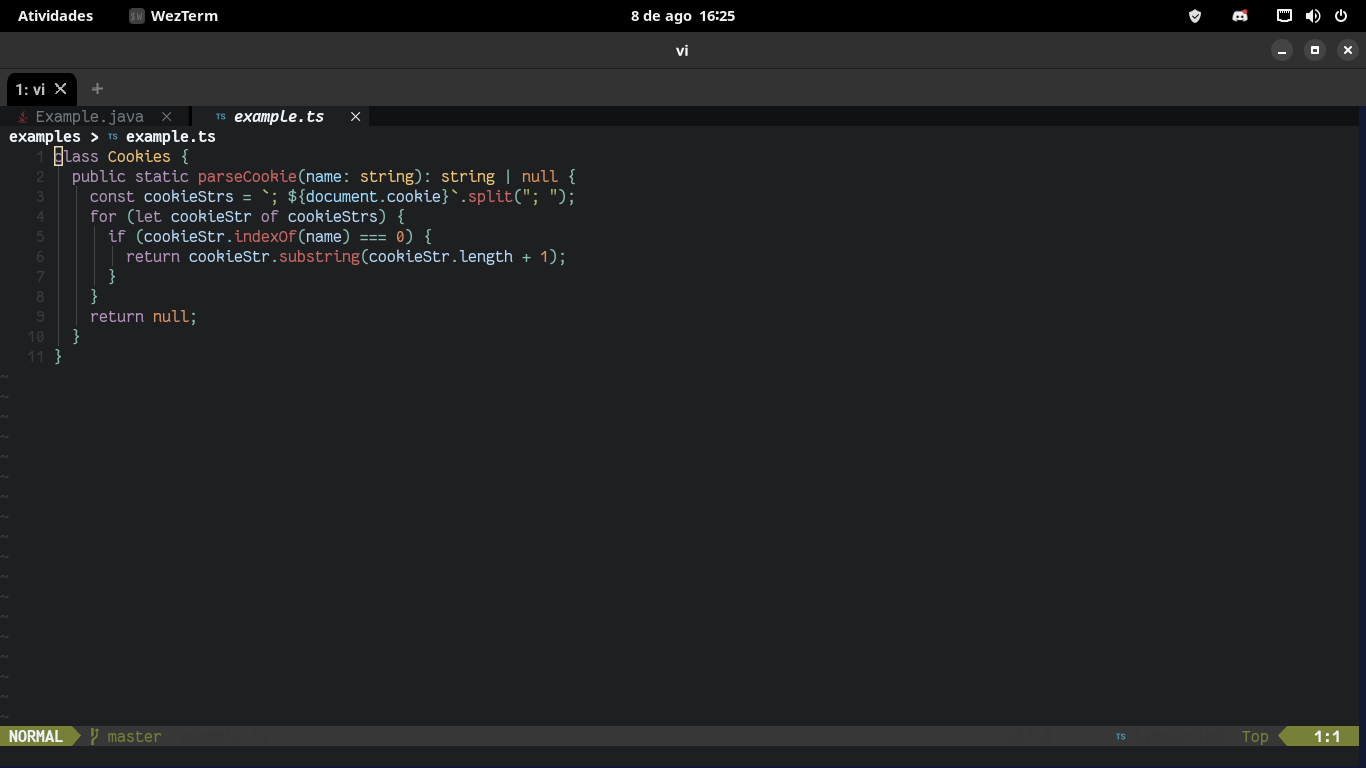 Atividades WezTerm 8 de ago 16:25
vi
1: vi
Example.java TS example.ts
examples > TS example.ts
1 class Cookies {
2 public static parseCookie(name: string): string | null {
3 const cookieStrs = `; ${document.cookie}`.split("; ");
4 for (let cookieStr of cookieStrs) {
5 if (cookieStr.indexOf(name) === 0) {
6 return cookieStr.substring(cookieStr.length + 1);
7 }
8 }
9 return null;
10 }
11 }
NORMAL master TS Top 1:1